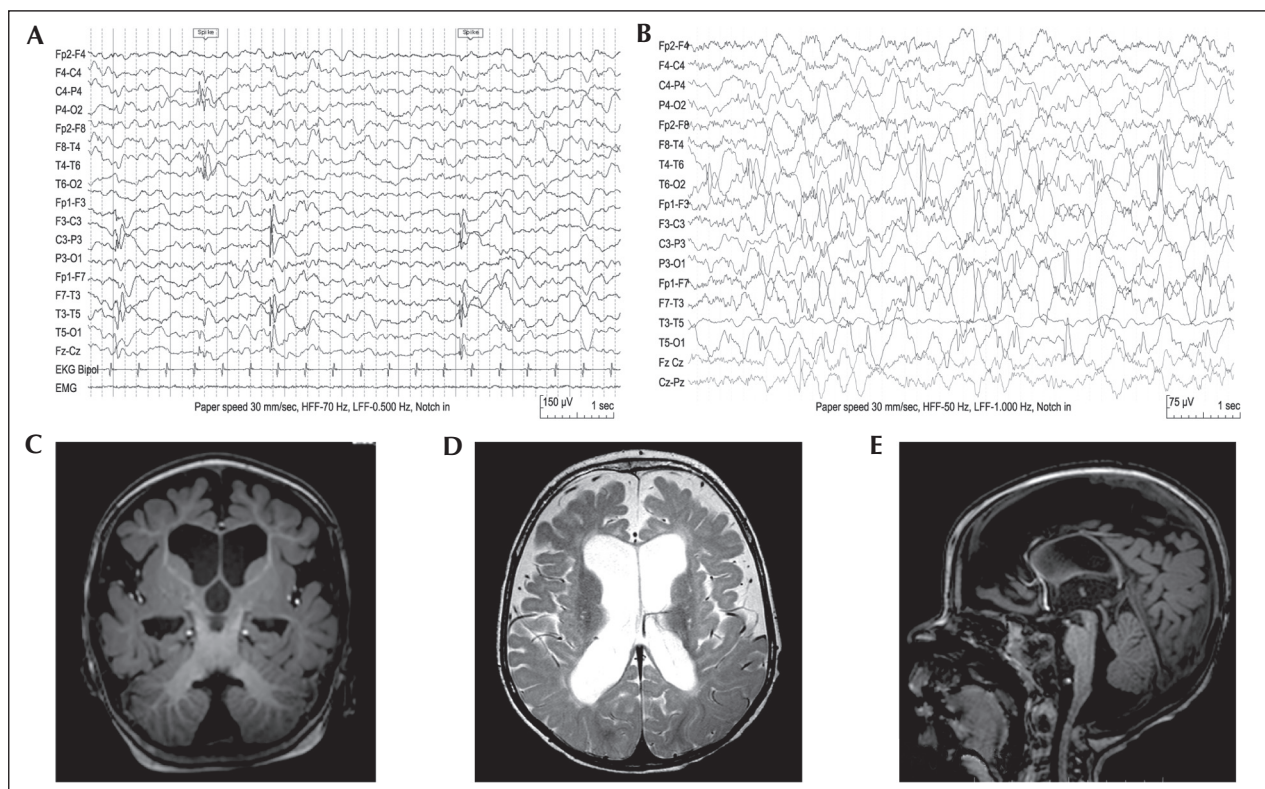 A
Spike
Spike
Fp2-F4
F4-C4
C4-P4
P4-O2
Fp2-F8
F8-T4
T4-T6
T6-O2
Fp1-F3
F3-C3
C3-P3
P3-O1
Fp1-F7
F7-T3
T3-T5
T5-O1
Fz-Cz
EKG Bipol
EMG
Paper speed 30 mm/sec, HFF-70 Hz, LFF-0.500 Hz, Notch in
150 µV
1 sec
B
Fp2-F4
F4-C4
C4-P4
P4-O2
Fp2-F8
F8-T4
T4-T6
T6-O2
Fp1-F3
F3-C3
C3-P3
P3-O1
Fp1-F7
F7-T3
T3-T5
T5-O1
Fz Cz
Cz-Pz
Paper speed 30 mm/sec, HFF-50 Hz, LFF-1.000 Hz, Notch in
75 µV
1 sec
C
D
E